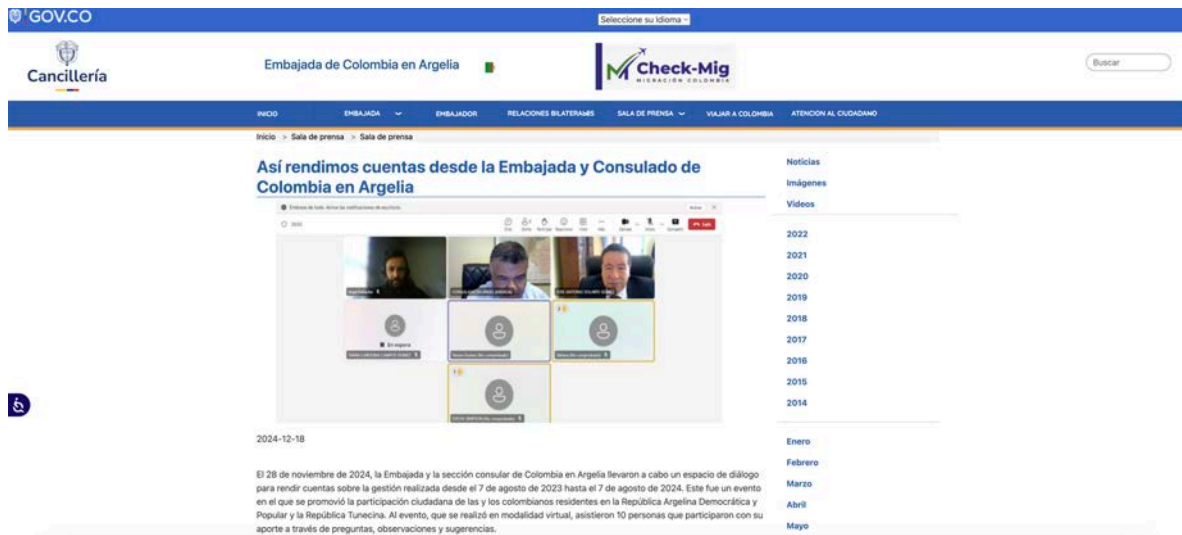 GOV.CO
Seleccione su Idioma
Cancillería
Embajada de Colombia en Argelia
Check-Mig
MIGRACIÓN COLOMBIA
Buscar
INICIO EMBAJADA EMBAJADOR RELACIONES BILATERALES SALA DE PRENSA VIAJAR A COLOMBIA ATENCIÓN AL CIUDADANO
Inicio > Sala de prensa > Sala de prensa
Así rendimos cuentas desde la Embajada y Consulado de
Colombia en Argelia
En espera
2024-12-18
El 28 de noviembre de 2024, la Embajada y la sección consular de Colombia en Argelia llevaron a cabo un espacio de diálogo
para rendir cuentas sobre la gestión realizada desde el 7 de agosto de 2023 hasta el 7 de agosto de 2024. Este fue un evento
en el que se promovió la participación ciudadana de las y los colombianos residentes en la República Argelina Democrática y
Popular y la República Tunecina. Al evento, que se realizó en modalidad virtual, asistieron 10 personas que participaron con su
aporte a través de preguntas, observaciones y sugerencias.
Noticias
Imágenes
Videos
2022
2021
2020
2019
2018
2017
2016
2015
2014
Enero
Febrero
Marzo
Abril
Mayo